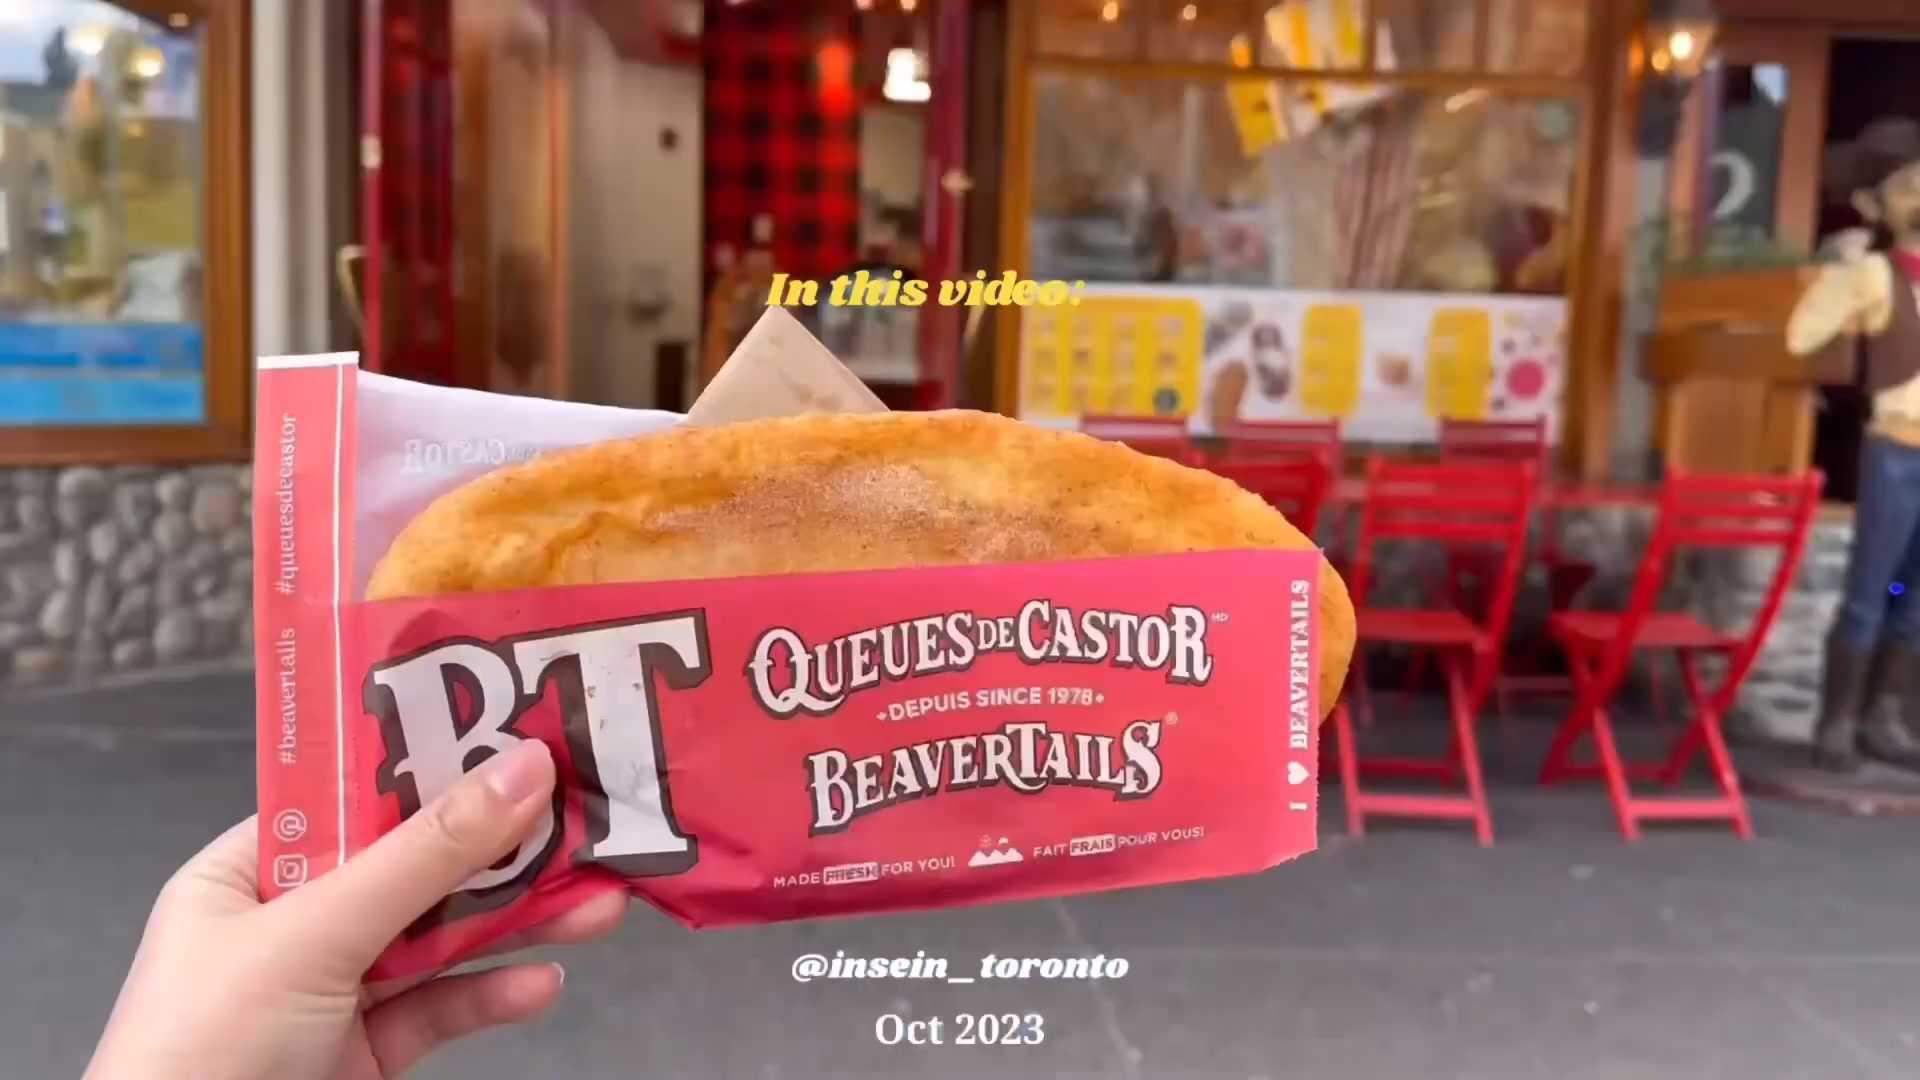 In this video:
#beavertails #queuesdecastor
BT
QUEUES DE CASTOR HD
DEPUIS SINCE 1978
BEAVERTAILS®
MADE FRESH FOR YOU!
FAIT FRAIS POUR VOUS!
I ♥ BEAVERTAILS
@insein_toronto
Oct 2023